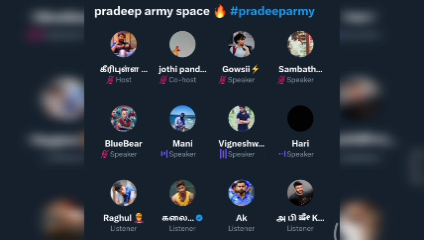 pradeep army space 🔥 #pradeeparmy
கீரிபுள்ள ... jothi pand... Gowsii⚡ Sambath...
Host Co-host Speaker Speaker
BlueBear Mani Vigneshw... Hari
Speaker Speaker Speaker Speaker
Raghul கலை... Ak அ பி ஜே K...
Listener Listener Listener Listener